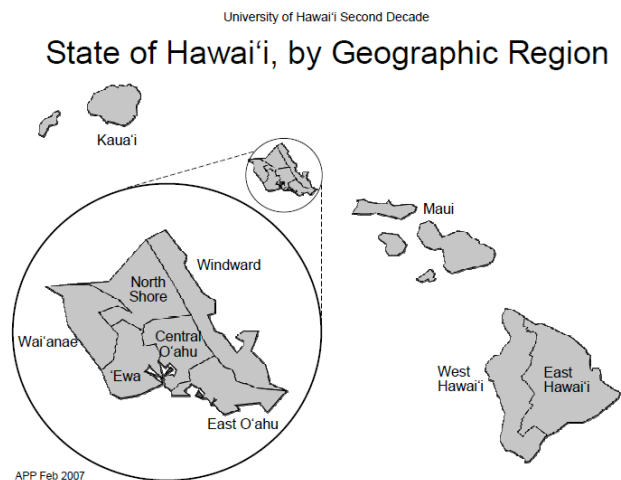 University of Hawai‘i Second Decade
State of Hawai‘i, by Geographic Region
Kaua‘i
Maui
Windward
North
Shore
Wai‘anae
Central
O‘ahu
‘Ewa
East O‘ahu
West
Hawai‘i
East
Hawai‘i
APP Feb 2007